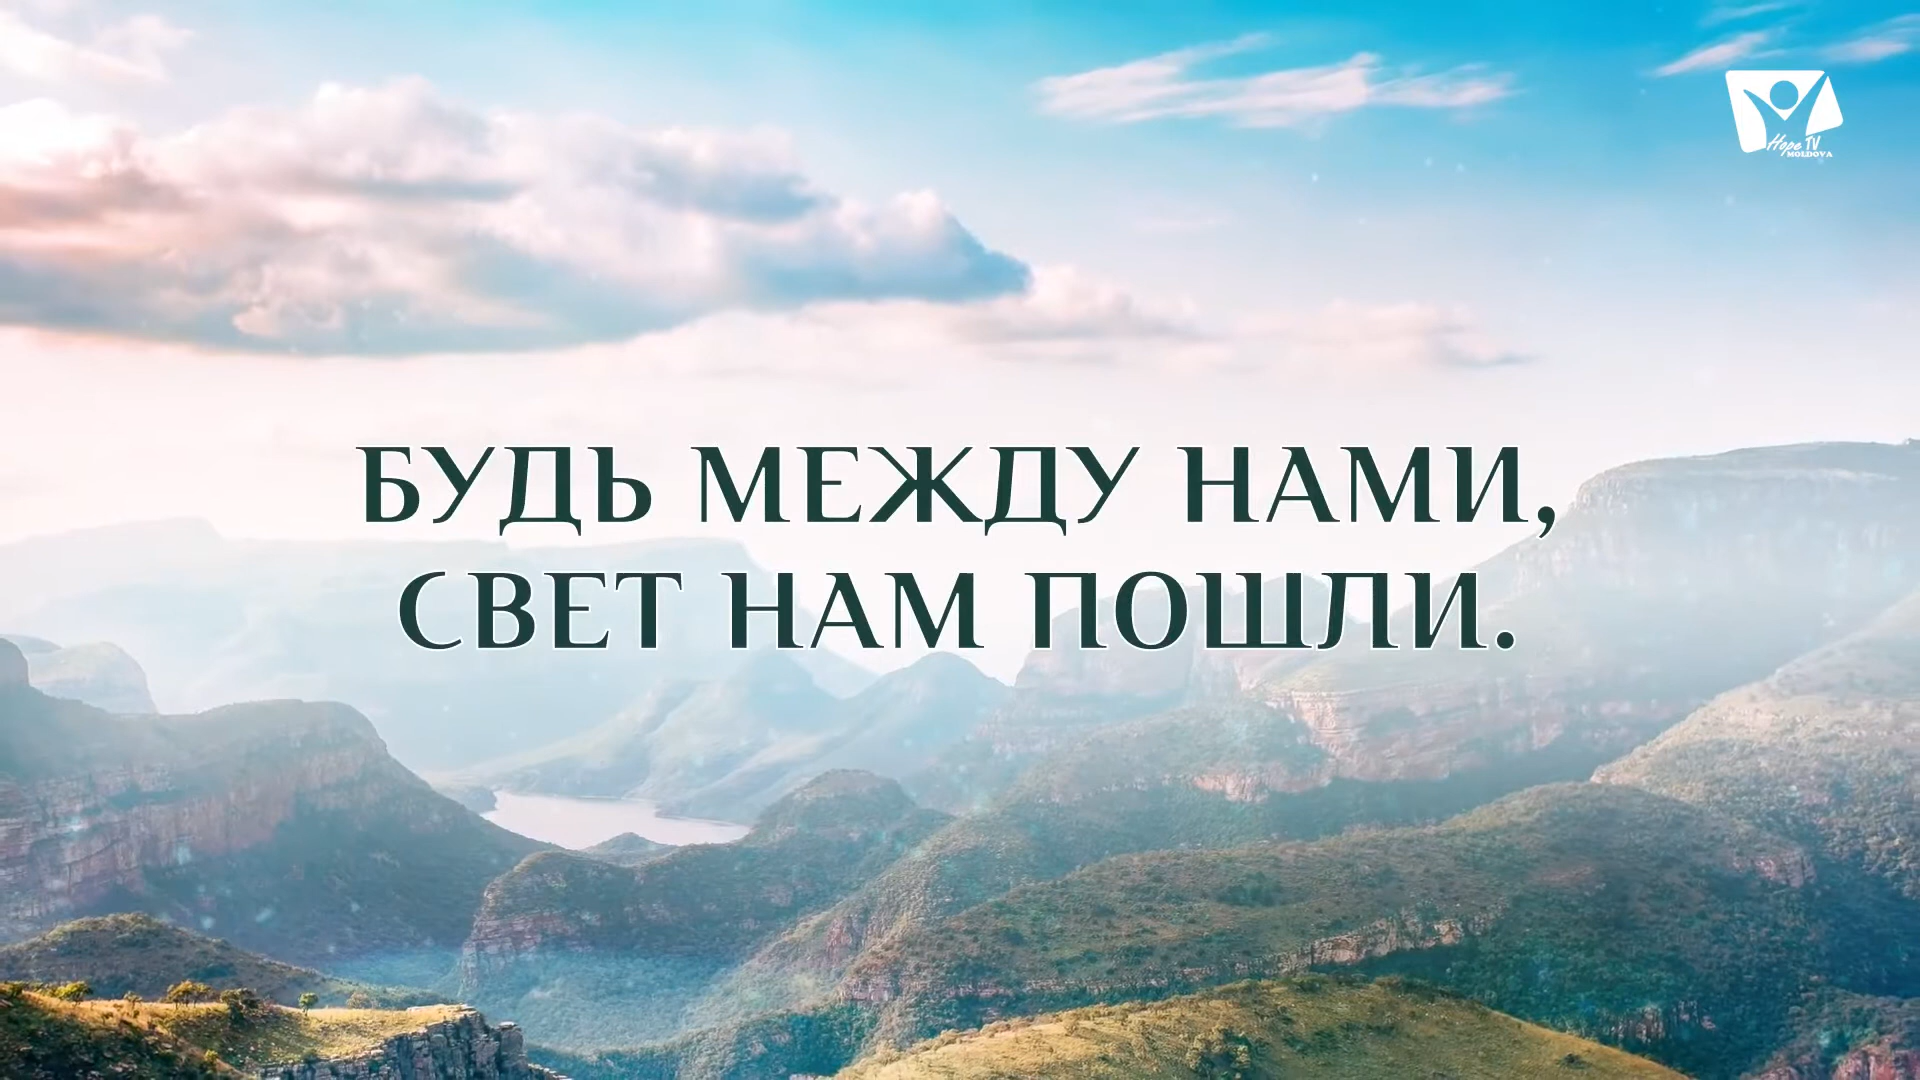 Hope TV
MOLDOVA
БУДЬ МЕЖДУ НАМИ,
СВЕТ НАМ ПОШЛИ.